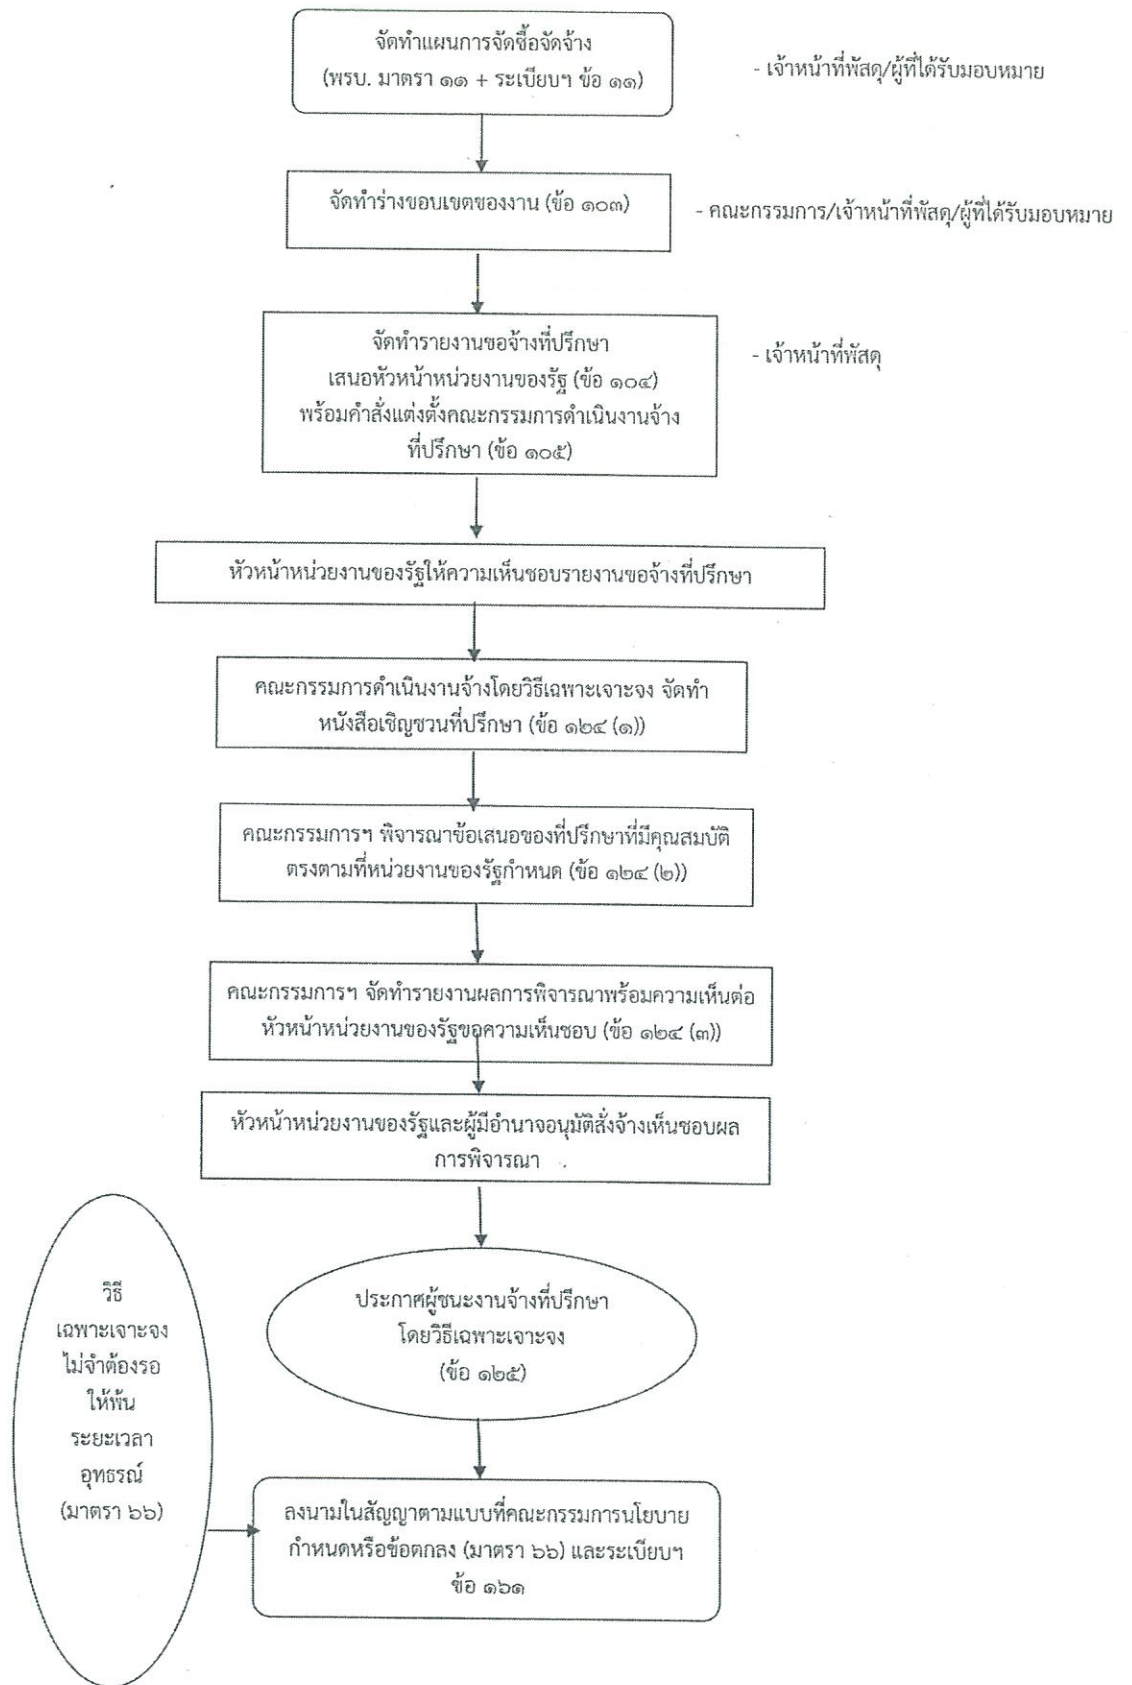 จัดทำแผนการจัดซื้อจัดจ้าง
(พรบ. มาตรา ๑๑ + ระเบียบฯ ข้อ ๑๑)
- เจ้าหน้าที่พัสดุ/ผู้ที่ได้รับมอบหมาย
จัดทำร่างขอบเขตของงาน (ข้อ ๑๐๓)
- คณะกรรมการ/เจ้าหน้าที่พัสดุ/ผู้ที่ได้รับมอบหมาย
จัดทำรายงานขอจ้างที่ปรึกษา
เสนอหัวหน้าหน่วยงานของรัฐ (ข้อ ๑๐๔)
พร้อมคำสั่งแต่งตั้งคณะกรรมการดำเนินงานจ้าง
ที่ปรึกษา (ข้อ ๑๐๕)
- เจ้าหน้าที่พัสดุ
หัวหน้าหน่วยงานของรัฐให้ความเห็นชอบรายงานขอจ้างที่ปรึกษา
คณะกรรมการดำเนินงานจ้างโดยวิธีเฉพาะเจาะจง จัดทำ
หนังสือเชิญชวนที่ปรึกษา (ข้อ ๑๒๔ (๑))
คณะกรรมการฯ พิจารณาข้อเสนอของที่ปรึกษาที่มีคุณสมบัติ
ตรงตามที่หน่วยงานของรัฐกำหนด (ข้อ ๑๒๔ (๒))
คณะกรรมการฯ จัดทำรายงานผลการพิจารณาพร้อมความเห็นต่อ
หัวหน้าหน่วยงานของรัฐขอความเห็นชอบ (ข้อ ๑๒๔ (๓))
หัวหน้าหน่วยงานของรัฐและผู้มีอำนาจอนุมัติสั่งจ้างเห็นชอบผล
การพิจารณา
ประกาศผู้ชนะงานจ้างที่ปรึกษา
โดยวิธีเฉพาะเจาะจง
(ข้อ ๑๒๕)
วิธี
เฉพาะเจาะจง
ไม่จำต้องรอ
ให้พ้น
ระยะเวลา
อุทธรณ์
(มาตรา ๖๖)
ลงนามในสัญญาตามแบบที่คณะกรรมการนโยบาย
กำหนดหรือข้อตกลง (มาตรา ๖๖) และระเบียบฯ
ข้อ ๑๖๑